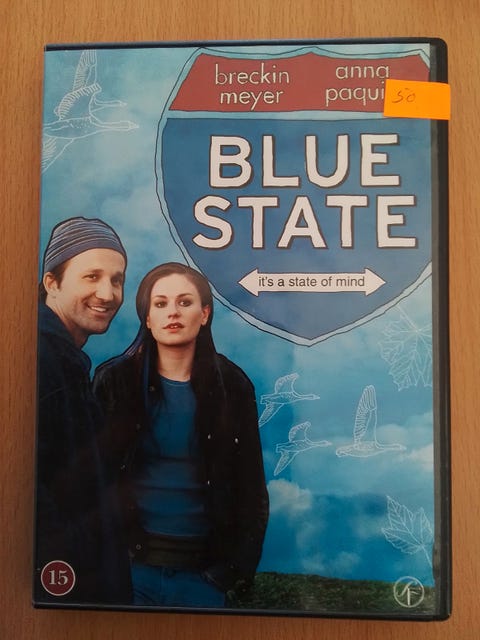 breckin anna
meyer paqui
50
BLUE
STATE
it's a state of mind
15